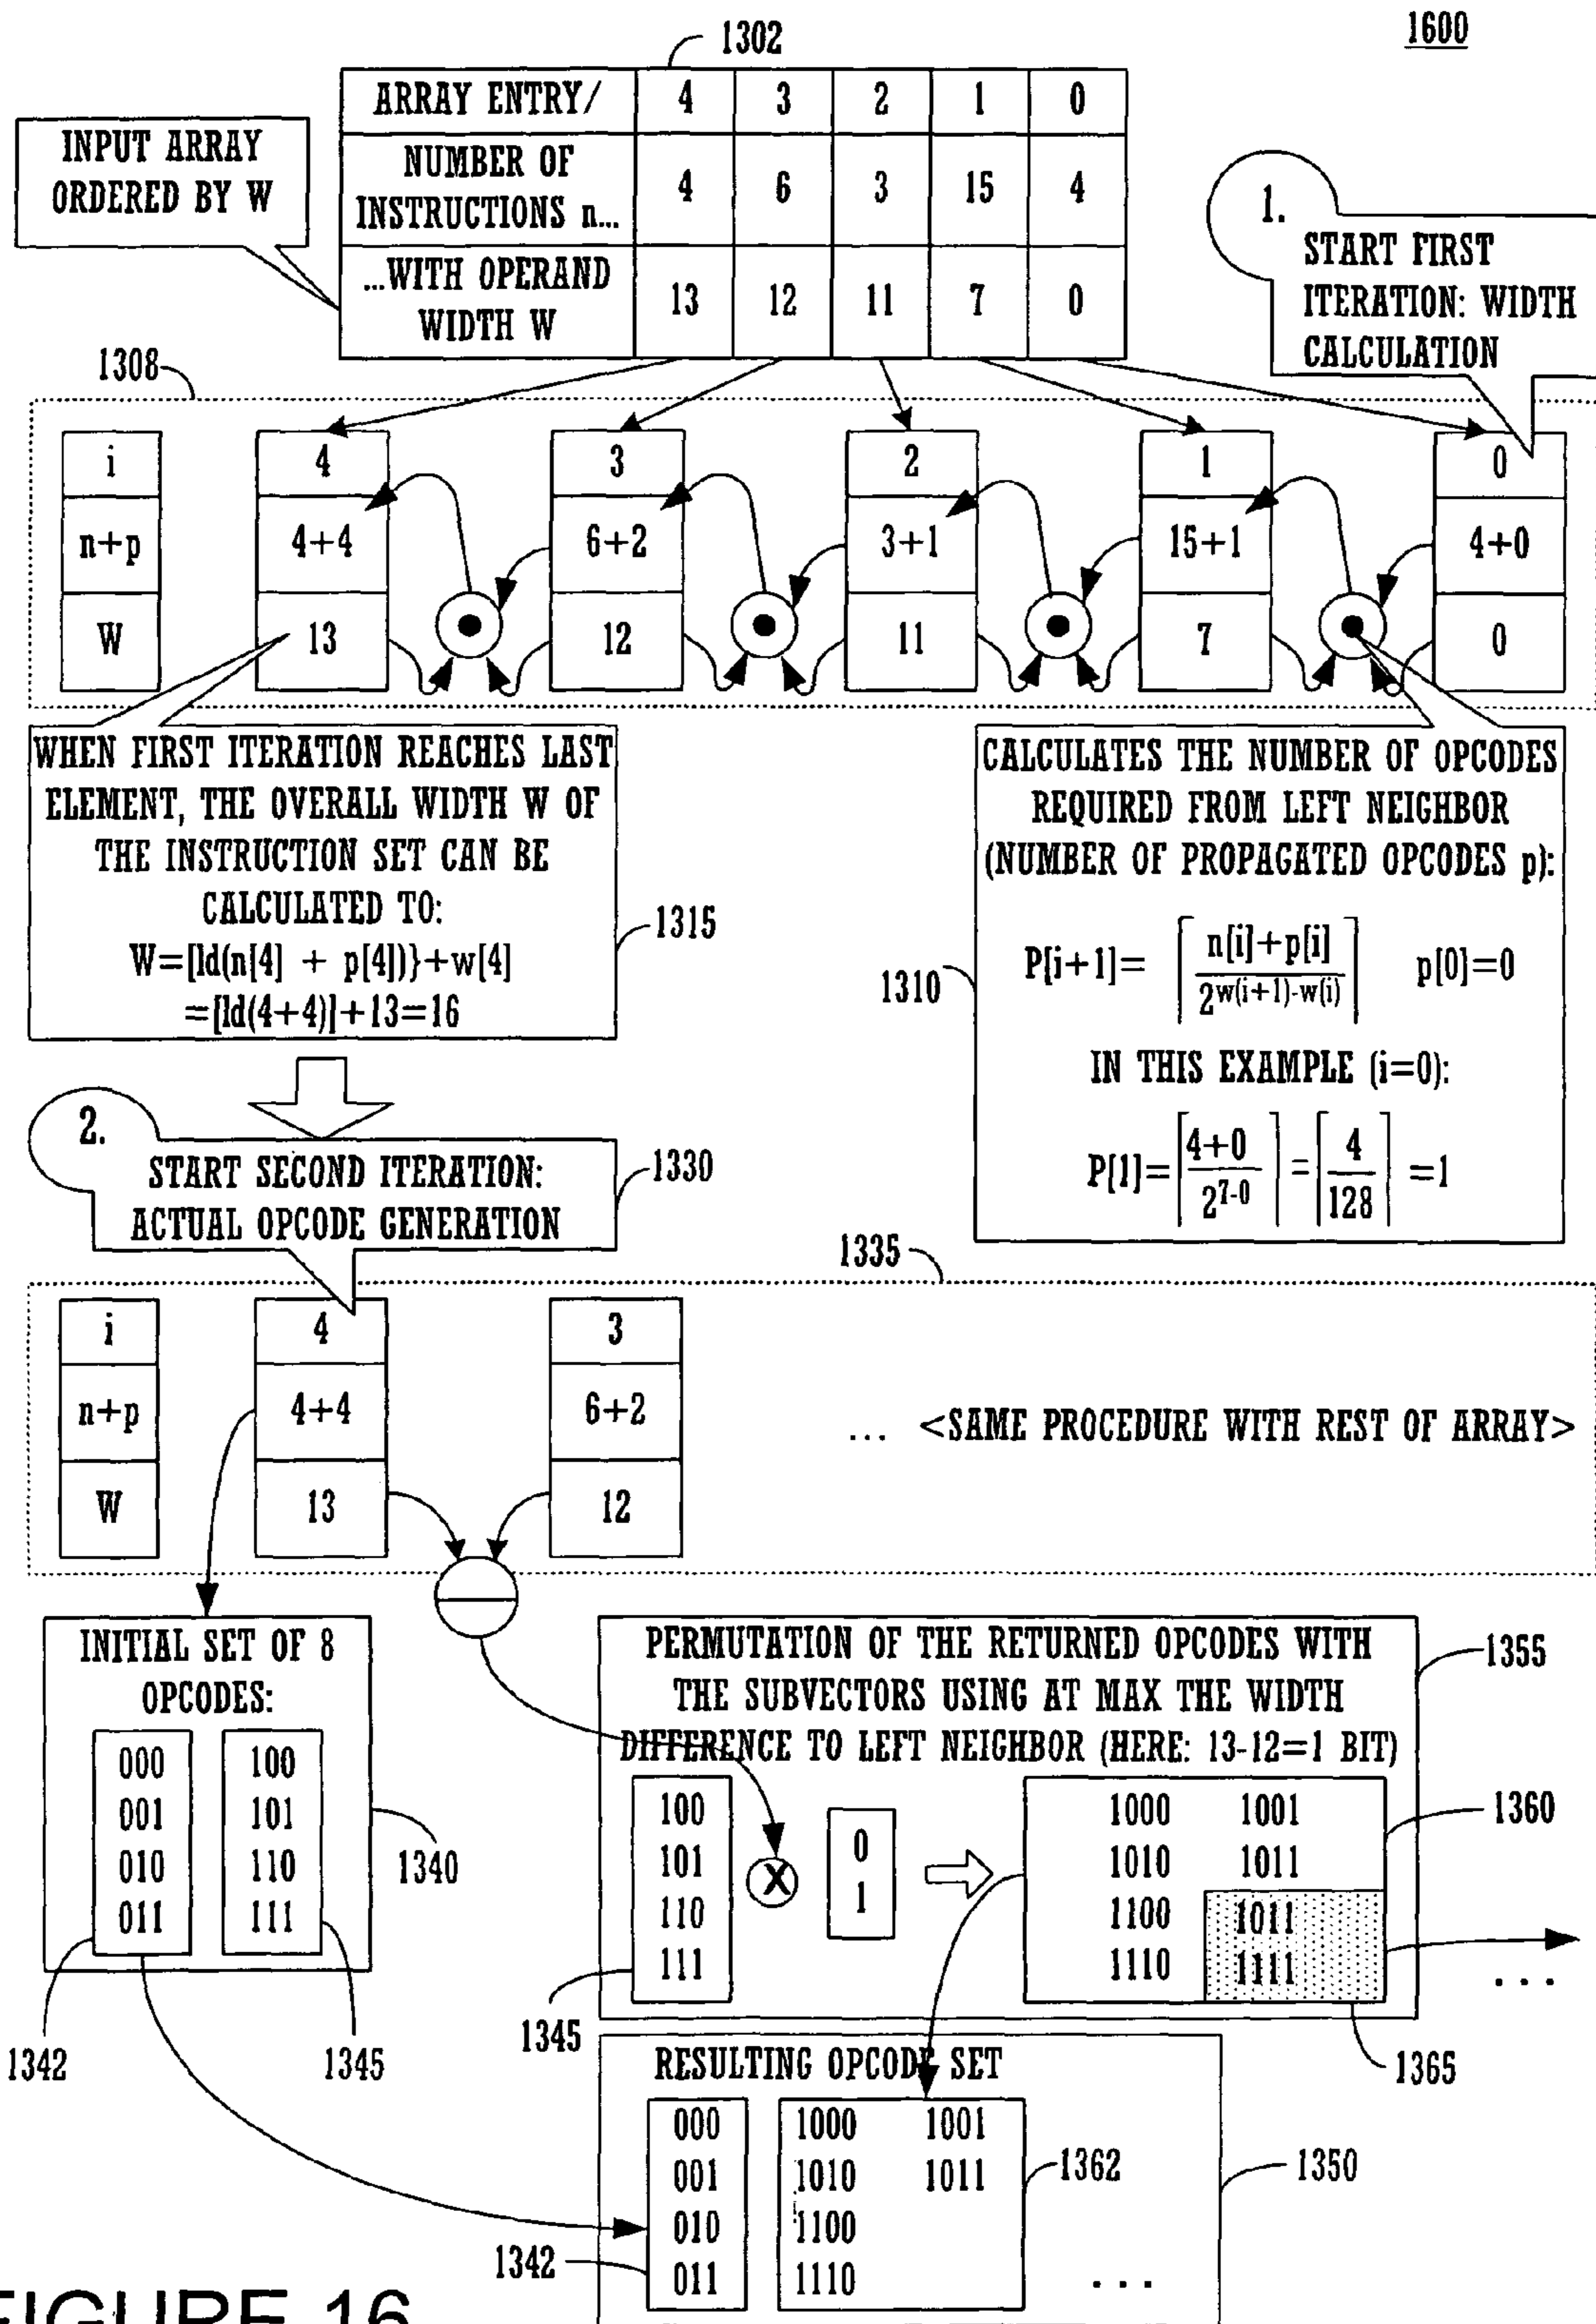 1600
1302
ARRAY ENTRY/ 4 3 2 1 0
NUMBER OF
INSTRUCTIONS n... 4 6 3 15 4
...WITH OPERAND
WIDTH W 13 12 11 7 0
INPUT ARRAY
ORDERED BY W
1.
START FIRST
ITERATION: WIDTH
CALCULATION
1308
i 4 3 2 1 0
n+p 4+4 6+2 3+1 15+1 4+0
W 13 12 11 7 0
WHEN FIRST ITERATION REACHES LAST
ELEMENT, THE OVERALL WIDTH W OF
THE INSTRUCTION SET CAN BE
CALCULATED TO:
W=[ld(n[4] + p[4])}+w[4]
=[ld(4+4)]+13=16
1315
CALCULATES THE NUMBER OF OPCODES
REQUIRED FROM LEFT NEIGHBOR
(NUMBER OF PROPAGATED OPCODES p):
P[i+1]= ⌈ n[i]+p[i] / 2^w(i+1)-w(i) ⌉ p[0]=0
IN THIS EXAMPLE (i=0):
P[1]=⌈ 4+0 / 2^7-0 ⌉ = ⌈ 4 / 128 ⌉ =1
1310
2.
START SECOND ITERATION:
ACTUAL OPCODE GENERATION
1330
1335
i 4 3
n+p 4+4 6+2
W 13 12
... <SAME PROCEDURE WITH REST OF ARRAY>
INITIAL SET OF 8
OPCODES:
000 100
001 101
010 110
011 111
1340
1342
1345
PERMUTATION OF THE RETURNED OPCODES WITH
THE SUBVECTORS USING AT MAX THE WIDTH
DIFFERENCE TO LEFT NEIGHBOR (HERE: 13-12=1 BIT)
1355
100
101
110
111
X
0
1
1000 1001
1010 1011
1100 1011
1110 1111
1360
...
1345
1365
RESULTING OPCODE SET
000 1000 1001
001 1010 1011
010 1100
011 1110
...
1362
1350
1342
FIGURE 16